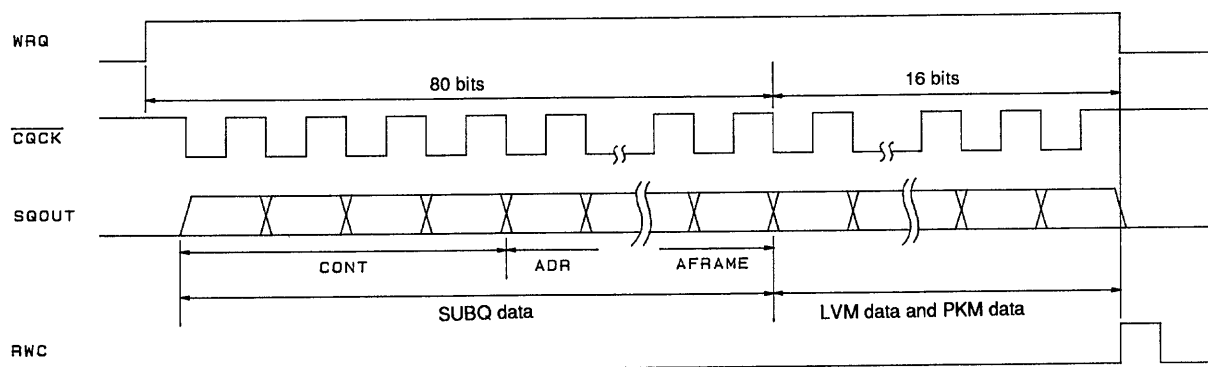 WRQ
80 bits
16 bits
CQCK
SQOUT
CONT
ADR
AFRAME
SUBQ data
LVM data and PKM data
RWC